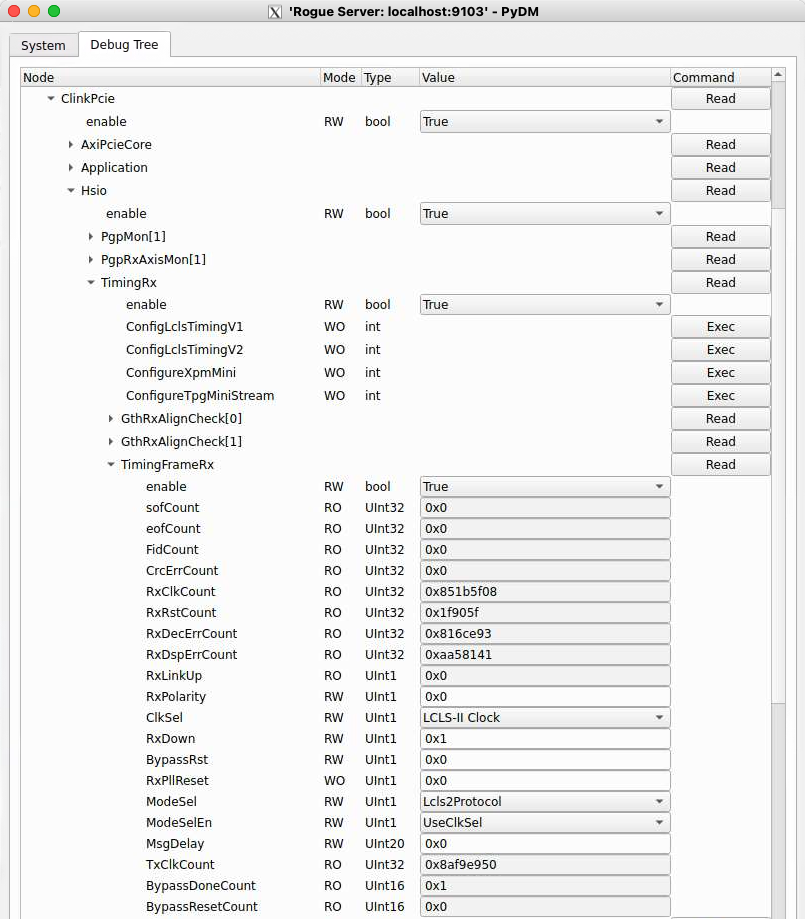 'Rogue Server: localhost:9103' - PyDM
System Debug Tree
Node Mode Type Value Command
ClinkPcie Read
enable RW bool True
AxiPcieCore Read
Application Read
Hsio Read
enable RW bool True
PgpMon[1] Read
PgpRxAxisMon[1] Read
TimingRx Read
enable RW bool True
ConfigLclsTimingV1 WO int Exec
ConfigLclsTimingV2 WO int Exec
ConfigureXpmMini WO int Exec
ConfigureTpgMiniStream WO int Exec
GthRxAlignCheck[0] Read
GthRxAlignCheck[1] Read
TimingFrameRx Read
enable RW bool True
sofCount RO UInt32 0x0
eofCount RO UInt32 0x0
FidCount RO UInt32 0x0
CrcErrCount RO UInt32 0x0
RxClkCount RO UInt32 0x851b5f08
RxRstCount RO UInt32 0x1f905f
RxDecErrCount RO UInt32 0x816ce93
RxDspErrCount RO UInt32 0xaa58141
RxLinkUp RO UInt1 0x0
RxPolarity RW UInt1 0x0
ClkSel RW UInt1 LCLS-II Clock
RxDown RW UInt1 0x1
BypassRst RW UInt1 0x0
RxPllReset WO UInt1 0x0
ModeSel RW UInt1 Lcls2Protocol
ModeSelEn RW UInt1 UseClkSel
MsgDelay RW UInt20 0x0
TxClkCount RO UInt32 0x8af9e950
BypassDoneCount RO UInt16 0x1
BypassResetCount RO UInt16 0x0